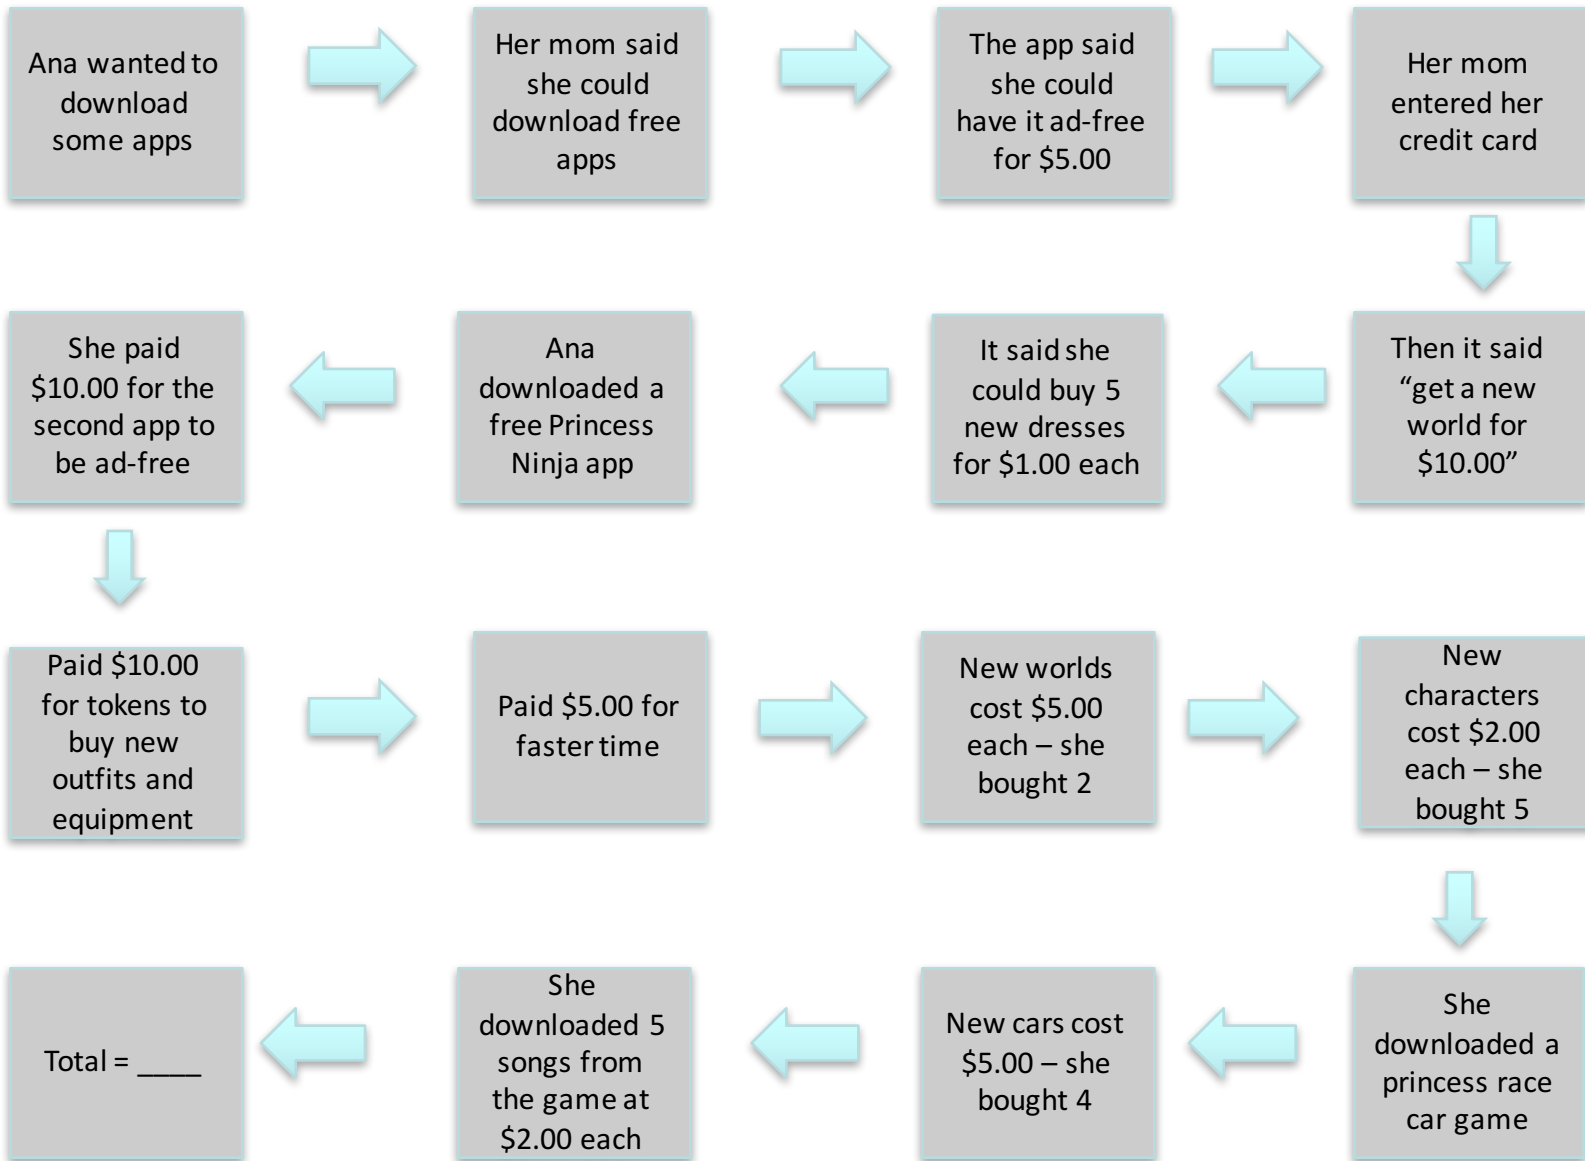 Ana wanted to
download
some apps
Her mom said
she could
download free
apps
The app said
she could
have it ad-free
for $5.00
Her mom
entered her
credit card
Then it said
“get a new
world for
$10.00”
It said she
could buy 5
new dresses
for $1.00 each
Ana
downloaded a
free Princess
Ninja app
She paid
$10.00 for the
second app to
be ad-free
Paid $10.00
for tokens to
buy new
outfits and
equipment
Paid $5.00 for
faster time
New worlds
cost $5.00
each – she
bought 2
New
characters
cost $2.00
each – she
bought 5
She
downloaded a
princess race
car game
New cars cost
$5.00 – she
bought 4
She
downloaded 5
songs from
the game at
$2.00 each
Total = ____